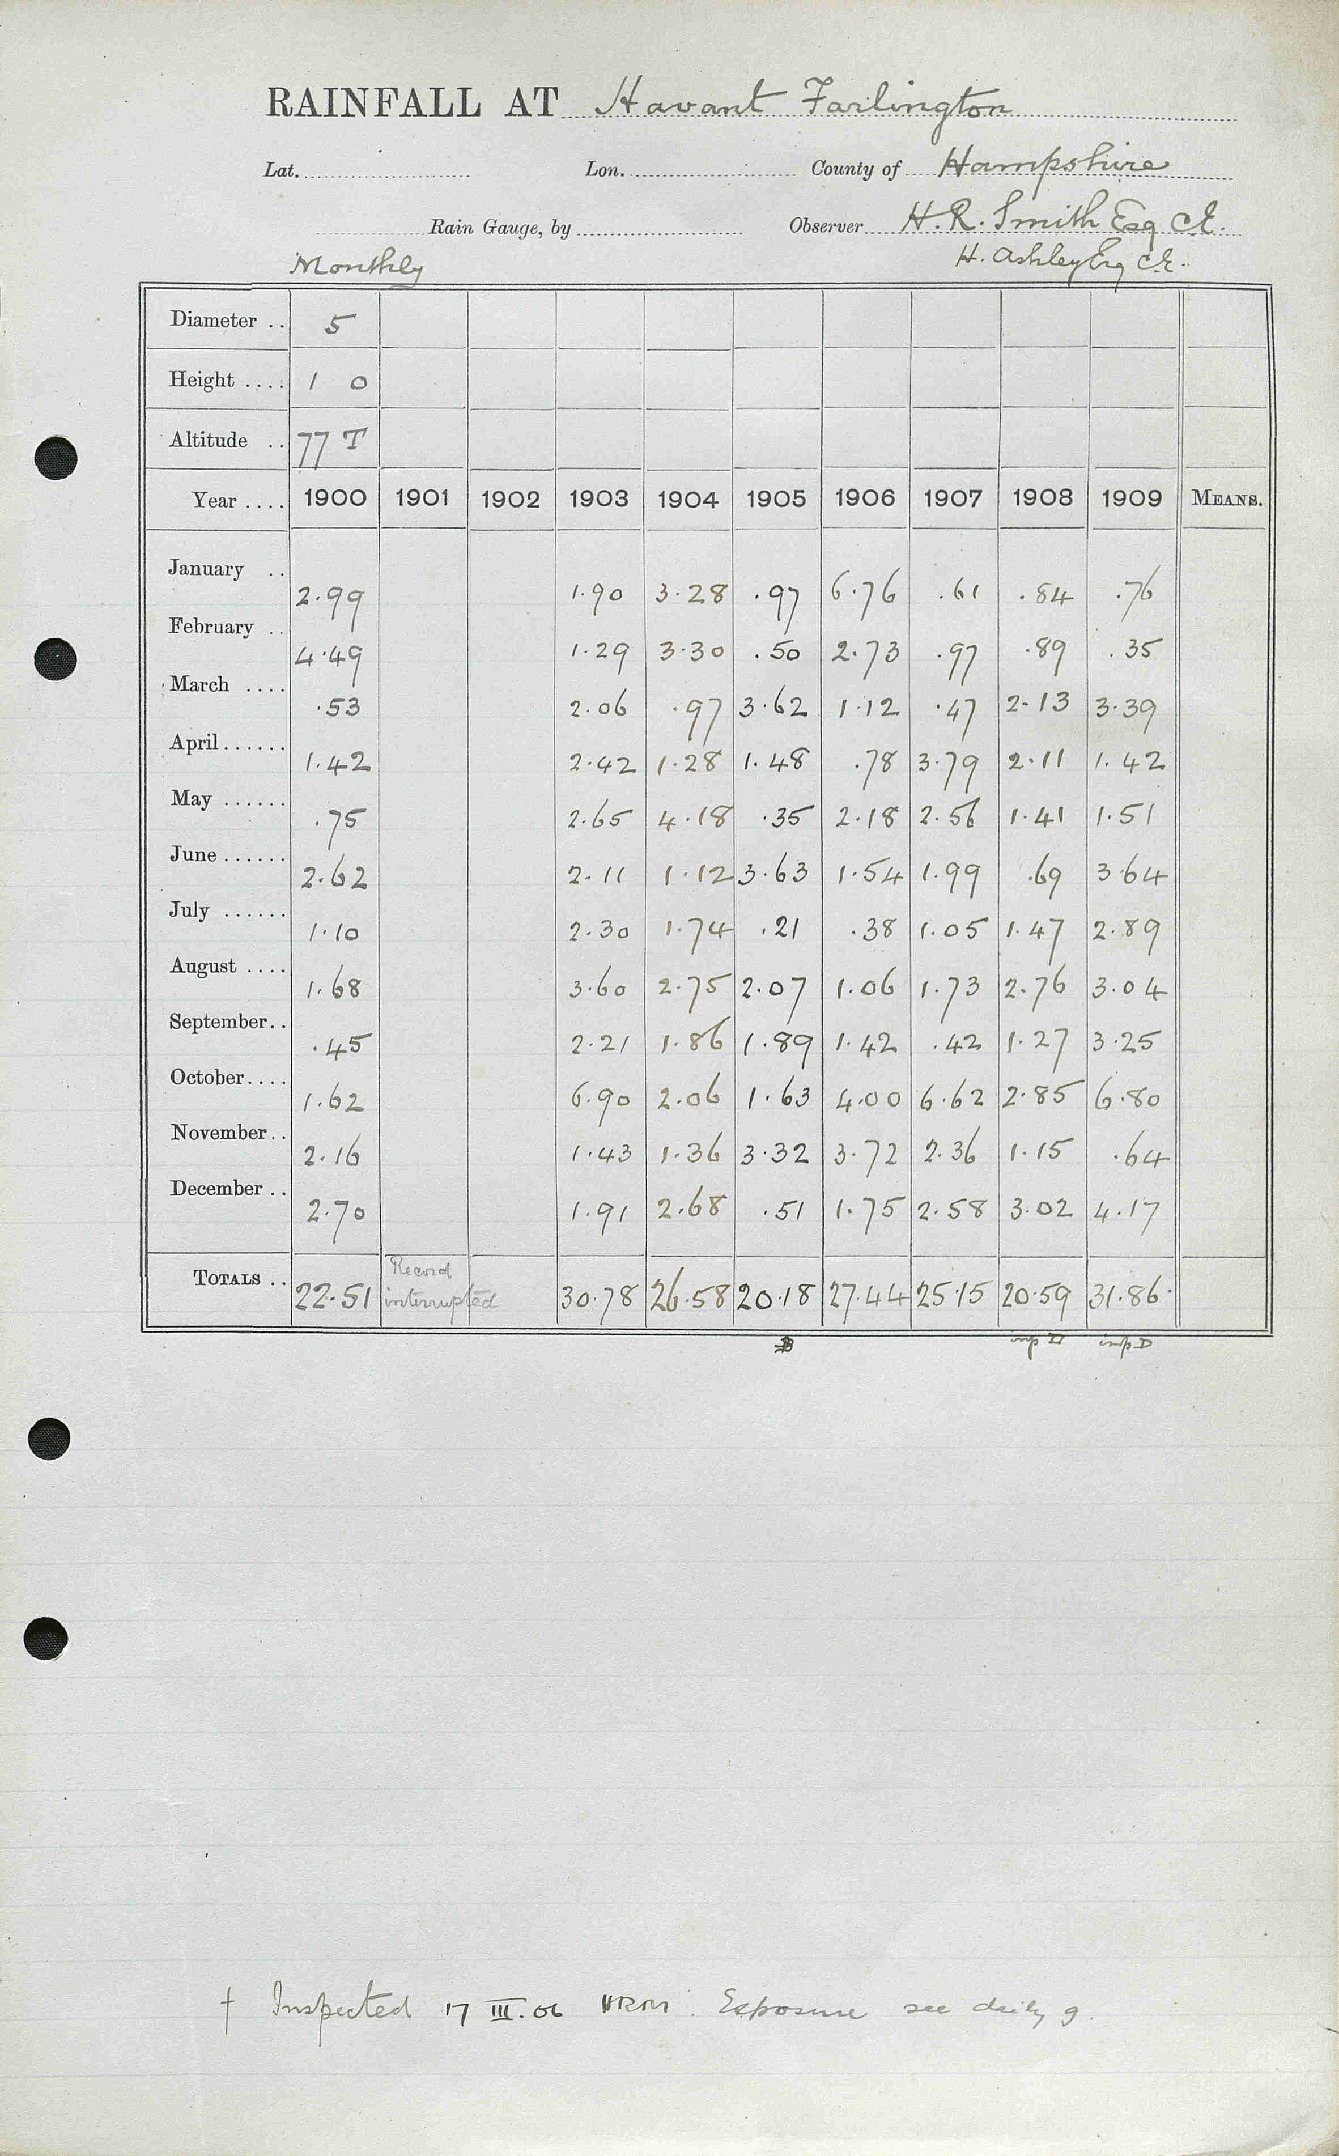 RAINFALL AT Havant Farlington
Lat. Lon. County of Hampshire
Rain Gauge, by Observer H. R. Smith Esq C.E.
Monthly H. Ashley Esq C.E.
Diameter .. 5
Height .... 1 0
Altitude .. 77 T
Year .... 1900 1901 1902 1903 1904 1905 1906 1907 1908 1909 MEANS.
January .. 2.99 1.90 3.28 .97 6.76 .61 .84 .76
February .. 4.49 1.29 3.30 .50 2.73 .97 .89 .35
March .... .53 2.06 .97 3.62 1.12 .47 2.13 3.39
April...... 1.42 2.42 1.28 1.48 .78 3.79 2.11 1.42
May ...... .75 2.65 4.18 .35 2.18 2.56 1.41 1.51
June...... 2.62 2.11 1.12 3.63 1.54 1.99 .69 3.64
July ...... 1.10 2.30 1.74 .21 .38 1.05 1.47 2.89
August .... 1.68 3.60 2.75 2.07 1.06 1.73 2.76 3.04
September.. .45 2.21 1.86 1.89 1.42 .42 1.27 3.25
October.... 1.62 6.90 2.06 1.63 4.00 6.62 2.85 6.80
November.. 2.16 1.43 1.36 3.32 3.72 2.36 1.15 .64
December .. 2.70 1.91 2.68 .51 1.75 2.58 3.02 4.17
TOTALS .. 22.51 Record interrupted 30.78 26.58 20.18 27.44 25.15 20.59 31.86
imp D imp D
† Inspected 17 III.06 HRM. Exposure see daily g.